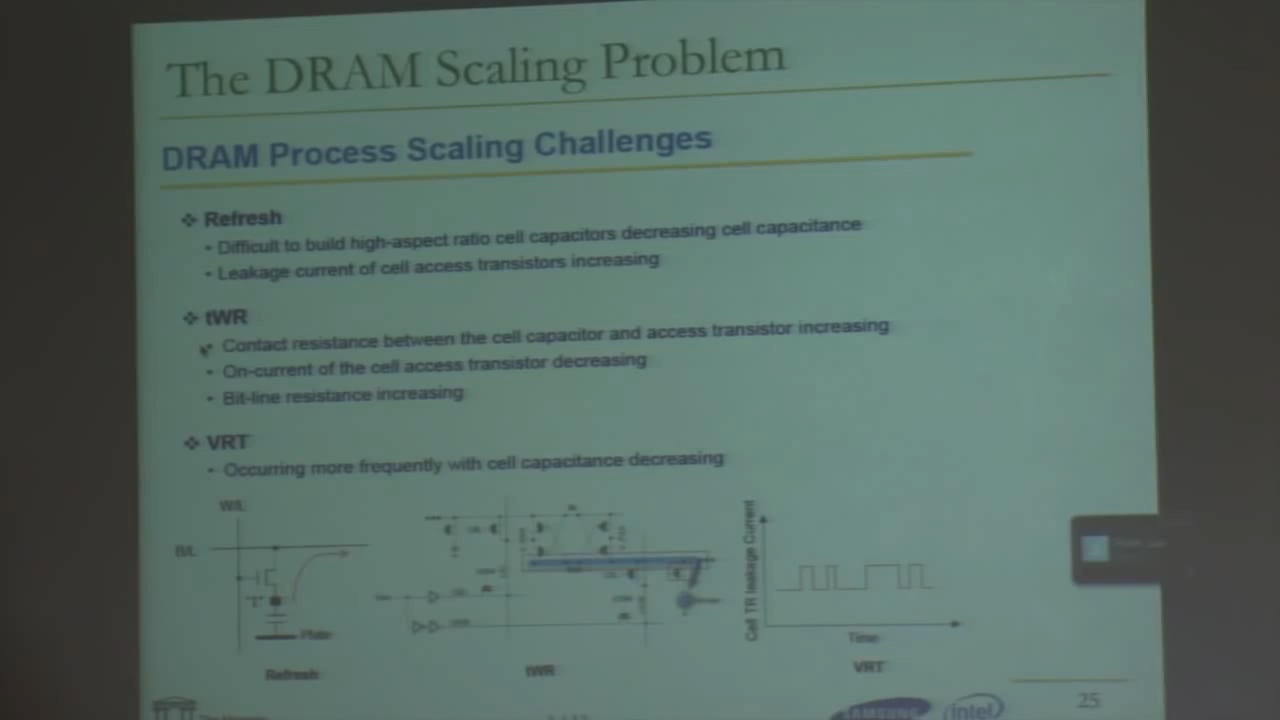 The DRAM Scaling Problem
DRAM Process Scaling Challenges
❖ Refresh
• Difficult to build high-aspect ratio cell capacitors decreasing cell capacitance
• Leakage current of cell access transistors increasing
❖ tWR
Contact resistance between the cell capacitor and access transistor increasing
• On-current of the cell access transistor decreasing
• Bit-line resistance increasing
❖ VRT
• Occurring more frequently with cell capacitance decreasing
W/L
B/L
Plate
Refresh
tWR
Cell TR leakage Current
Time
VRT
SAMSUNG
intel
25